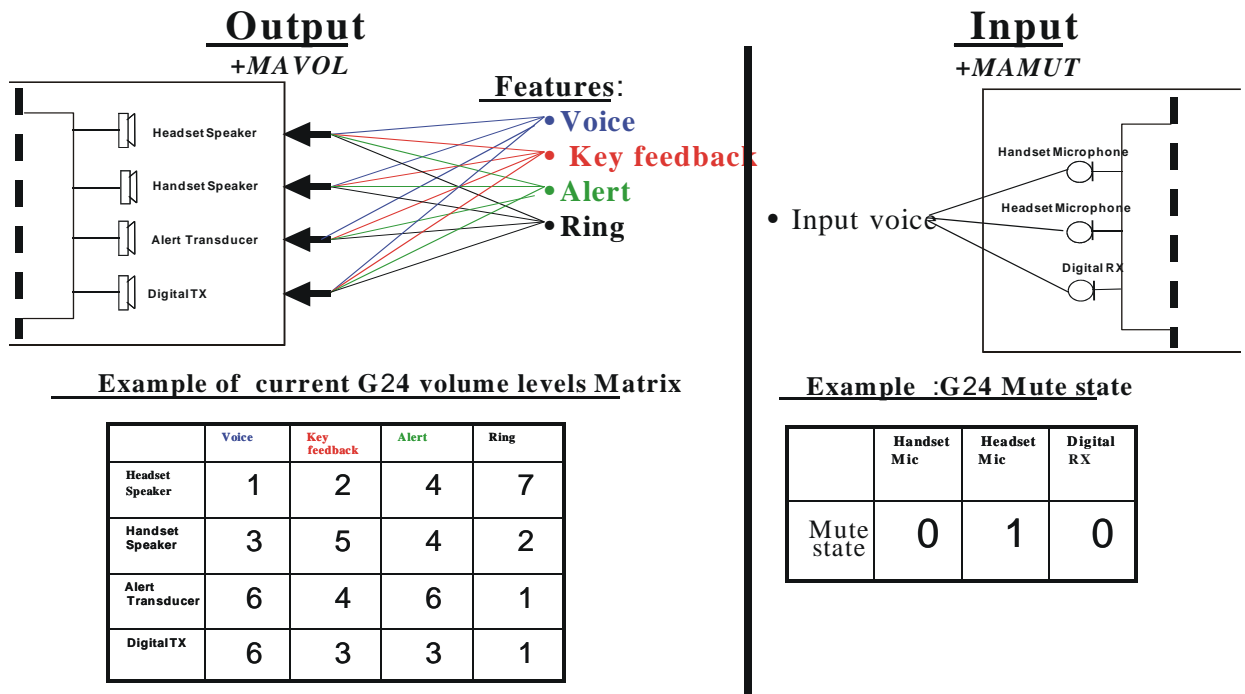 Output
+MAVOL
Features:
• Voice
• Key feedback
• Alert
• Ring
Headset Speaker
Handset Speaker
Alert Transducer
Digital TX
Example of current G24 volume levels Matrix
Voice Key feedback Alert Ring
Headset Speaker 1 2 4 7
Handset Speaker 3 5 4 2
Alert Transducer 6 4 6 1
Digital TX 6 3 3 1
Input
+MAMUT
• Input voice
Handset Microphone
Headset Microphone
Digital RX
Example :G24 Mute state
Handset Mic Headset Mic Digital RX
Mute state 0 1 0